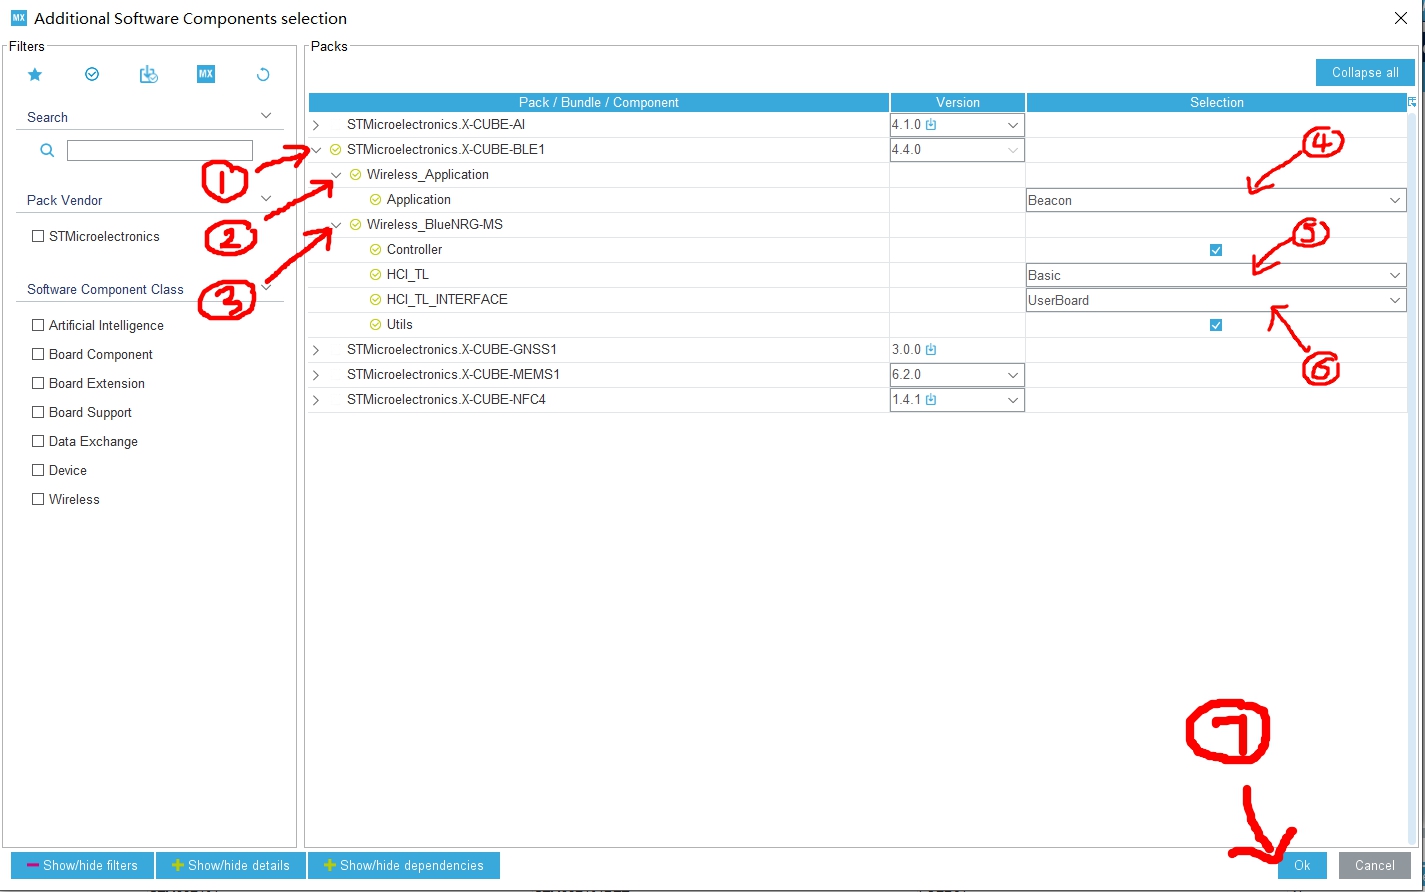 MX Additional Software Components selection
Filters
Packs
MX
Collapse all
Search
Pack / Bundle / Component Version Selection
STMicroelectronics.X-CUBE-AI 4.1.0
STMicroelectronics.X-CUBE-BLE1 4.4.0
Wireless_Application
Application Beacon
Wireless_BlueNRG-MS
Controller
HCI_TL Basic
HCI_TL_INTERFACE UserBoard
Utils
STMicroelectronics.X-CUBE-GNSS1 3.0.0
STMicroelectronics.X-CUBE-MEMS1 6.2.0
STMicroelectronics.X-CUBE-NFC4 1.4.1
Pack Vendor
STMicroelectronics
Software Component Class
Artificial Intelligence
Board Component
Board Extension
Board Support
Data Exchange
Device
Wireless
1
2
3
4
5
6
7
Show/hide filters
Show/hide details
Show/hide dependencies
Ok
Cancel